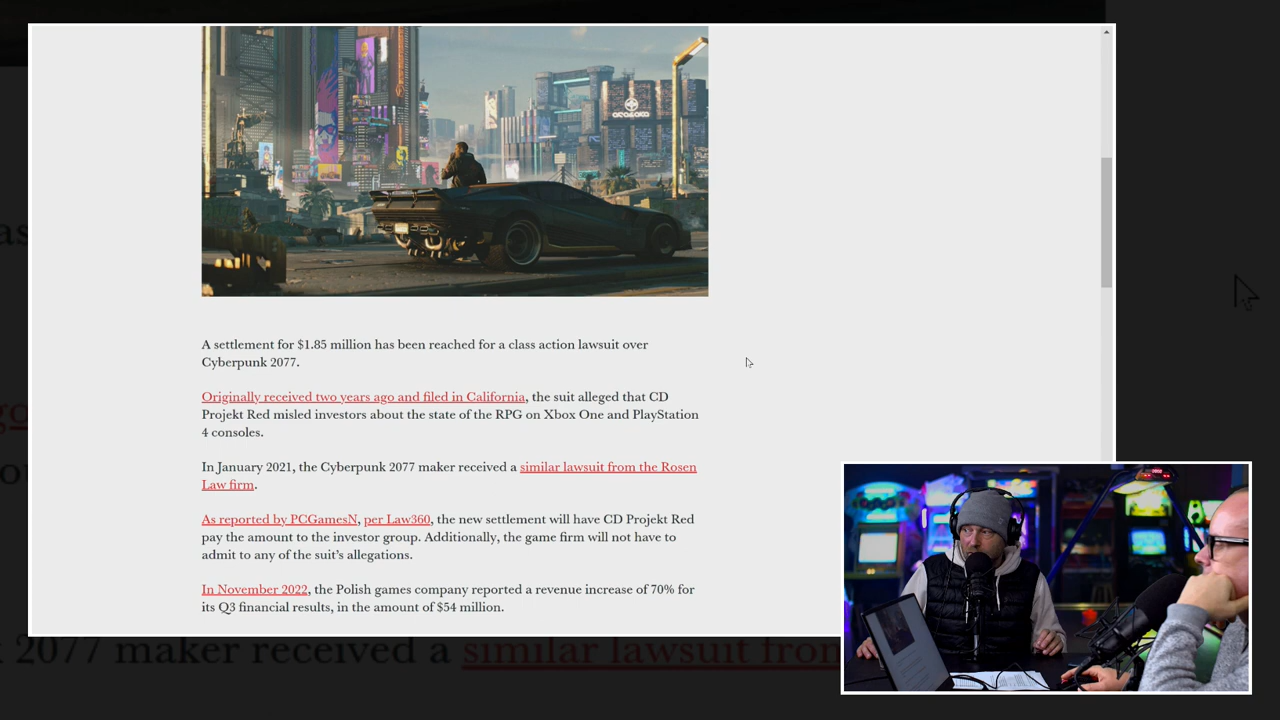 A settlement for $1.85 million has been reached for a class action lawsuit over
Cyberpunk 2077.
Originally received two years ago and filed in California, the suit alleged that CD
Projekt Red misled investors about the state of the RPG on Xbox One and PlayStation
4 consoles.
In January 2021, the Cyberpunk 2077 maker received a similar lawsuit from the Rosen
Law firm.
As reported by PCGamesN, per Law360, the new settlement will have CD Projekt Red
pay the amount to the investor group. Additionally, the game firm will not have to
admit to any of the suit's allegations.
In November 2022, the Polish games company reported a revenue increase of 70% for
its Q3 financial results, in the amount of $54 million.
2077 maker received a similar lawsuit from